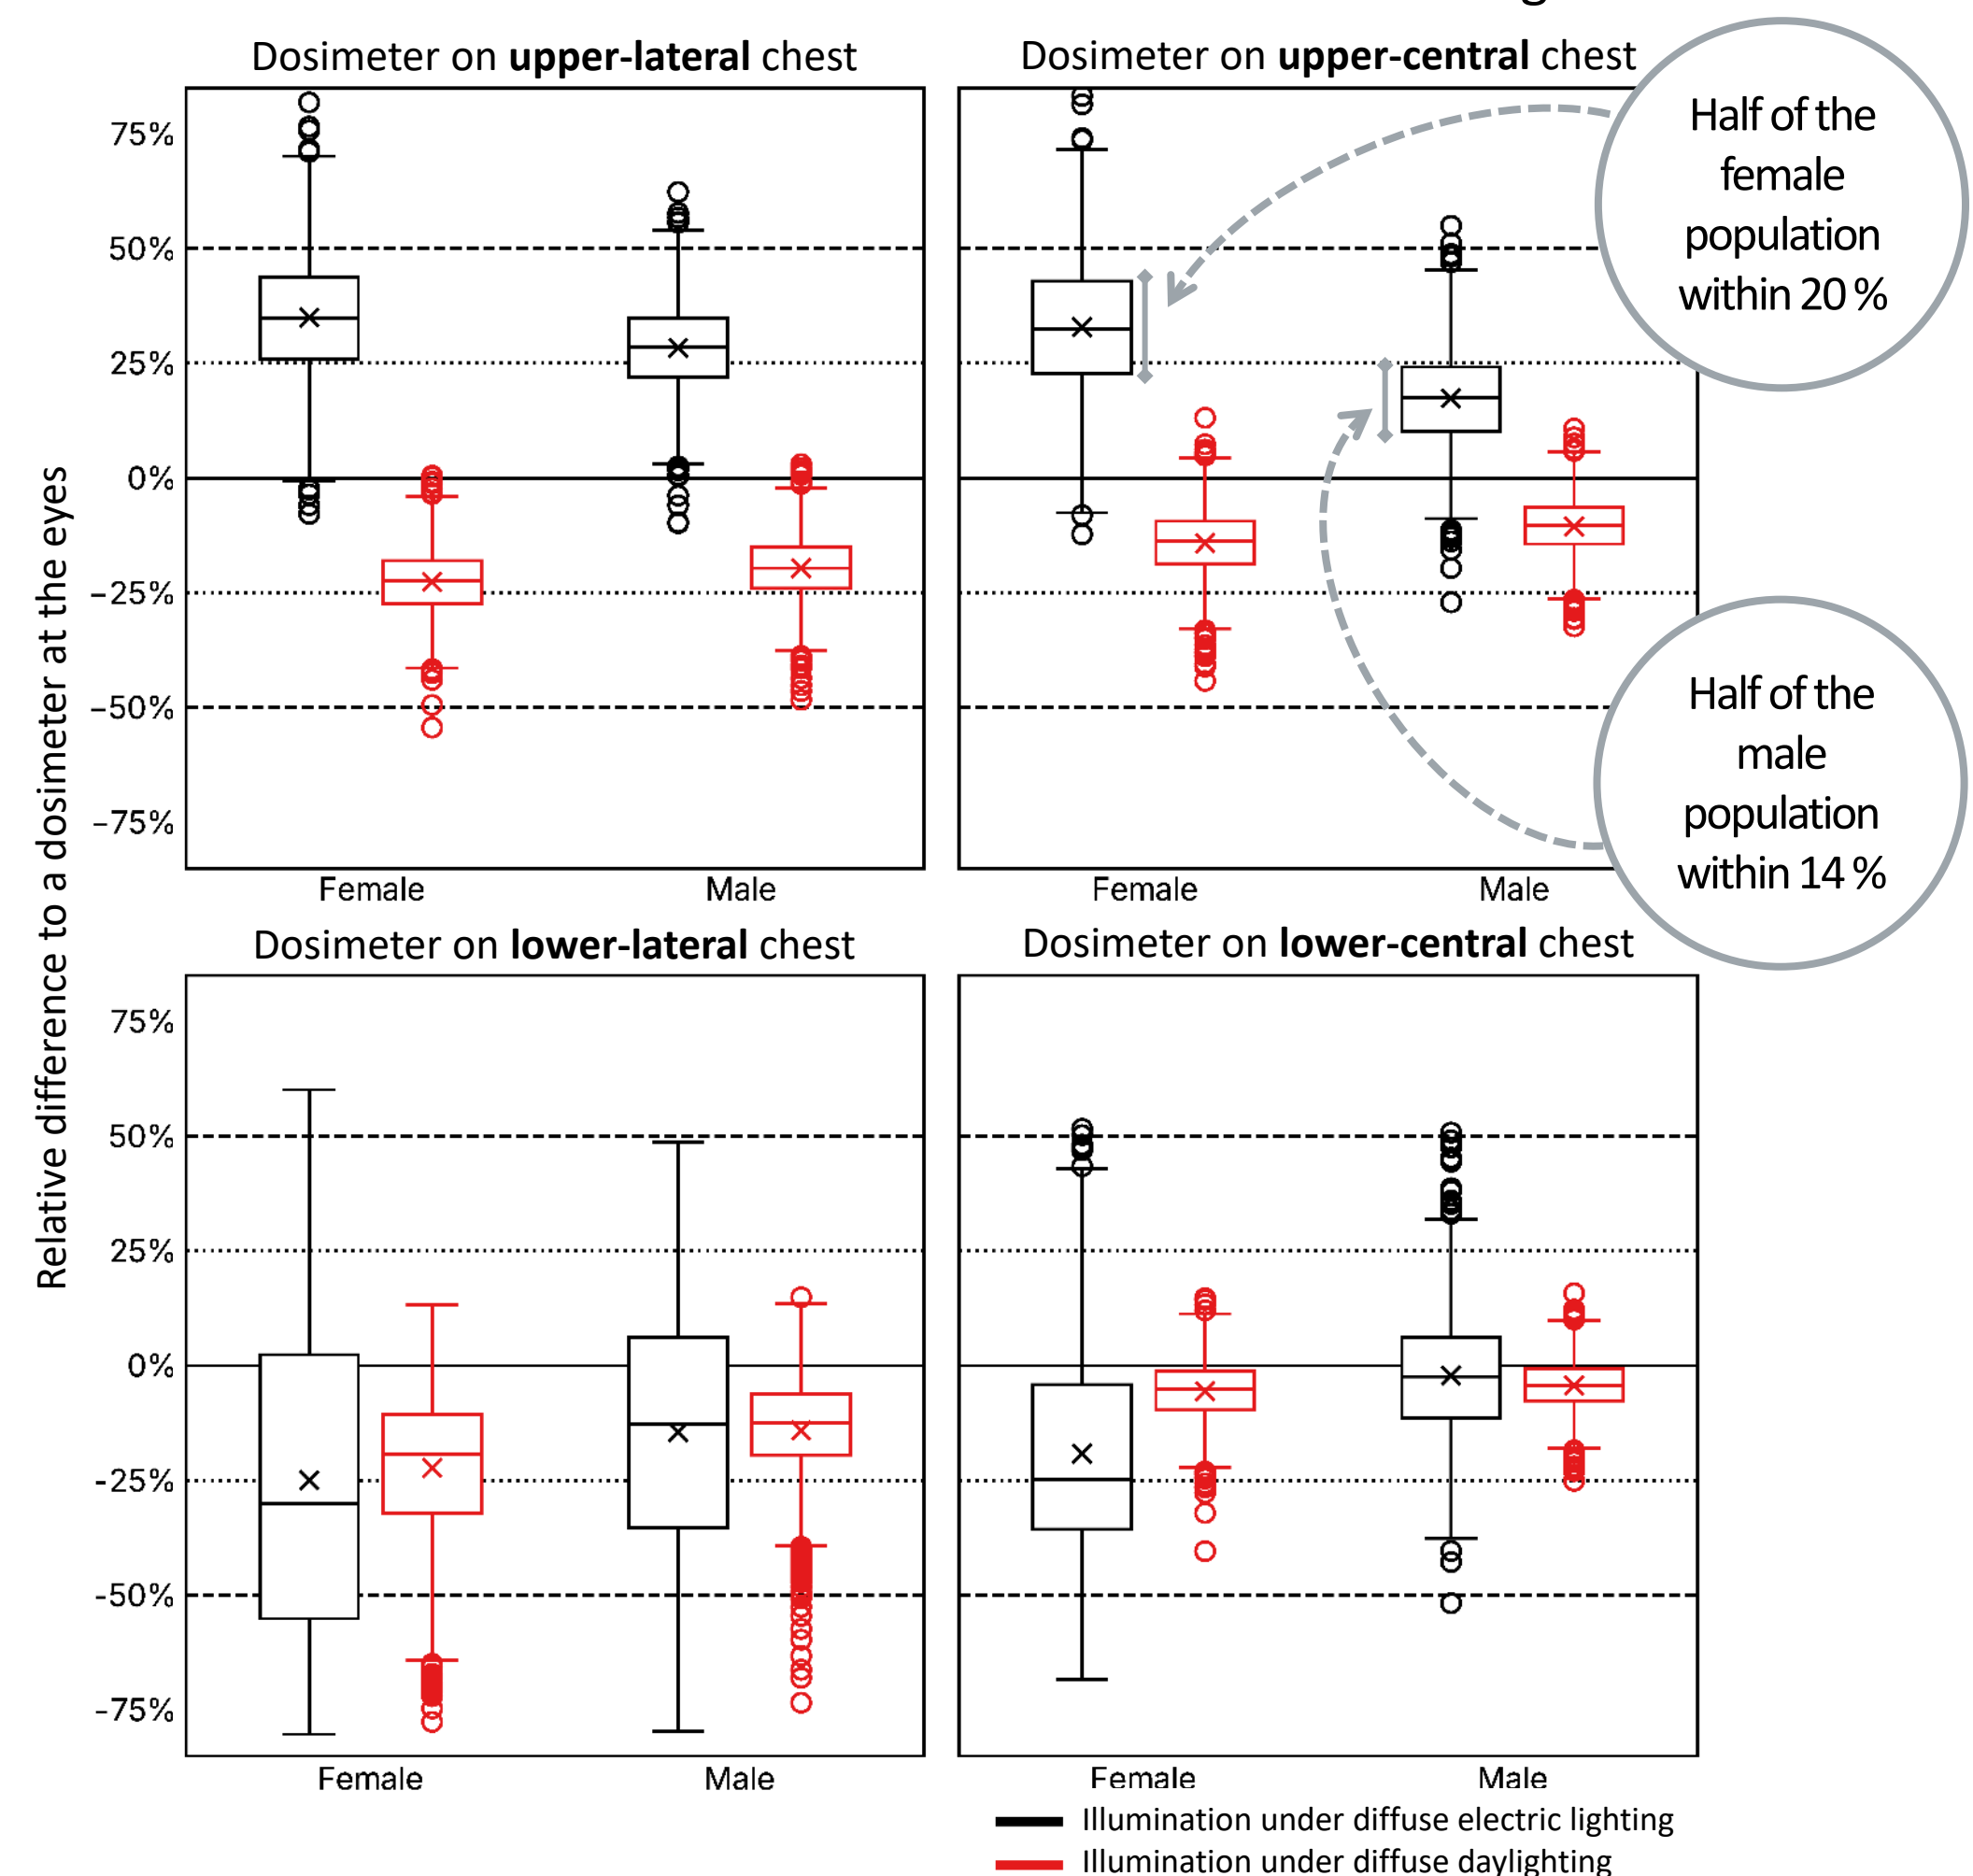 Dosimeter on upper-lateral chest
Dosimeter on upper-central chest
Half of the
female
population
within 20 %
75%
50%
25%
0%
-25%
-50%
-75%
Female
Male
Female
Male
Half of the
male
population
within 14 %
Relative difference to a dosimeter at the eyes
Dosimeter on lower-lateral chest
Dosimeter on lower-central chest
75%
50%
25%
0%
-25%
-50%
-75%
Female
Male
Female
Male
Illumination under diffuse electric lighting
Illumination under diffuse daylighting